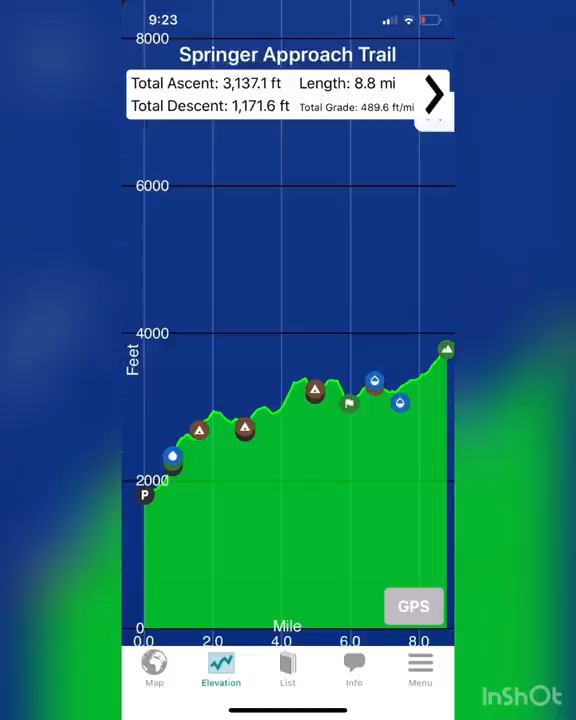 9:23
8000
Springer Approach Trail
Total Ascent: 3,137.1 ft Length: 8.8 mi
Total Descent: 1,171.6 ft Total Grade: 489.6 ft/mi
6000
4000
Feet
P
2000
GPS
Mile
0
0.0 2.0 4.0 6.0 8.0
Map Elevation List Info Menu
InShOt